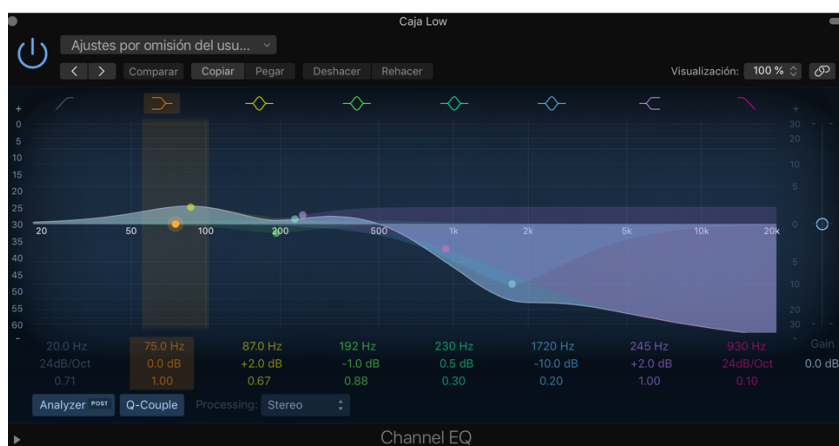 Caja Low
Ajustes por omisión del usu...
Comparar Copiar Pegar Deshacer Rehacer Visualización: 100 %
+ +
0 30
5 20
10 10
15
20 5
25
30 20 50 100 200 500 1k 2k 5k 10k 20k 0
35
40 5
45
50 10
55 20
60 30
- -
20.0 Hz 75.0 Hz 87.0 Hz 192 Hz 230 Hz 1720 Hz 245 Hz 930 Hz Gain
24dB/Oct 0.0 dB +2.0 dB -1.0 dB 0.5 dB -10.0 dB +2.0 dB 24dB/Oct 0.0 dB
0.71 1.00 0.67 0.88 0.30 0.20 1.00 0.10
Analyzer POST Q-Couple Processing: Stereo
Channel EQ